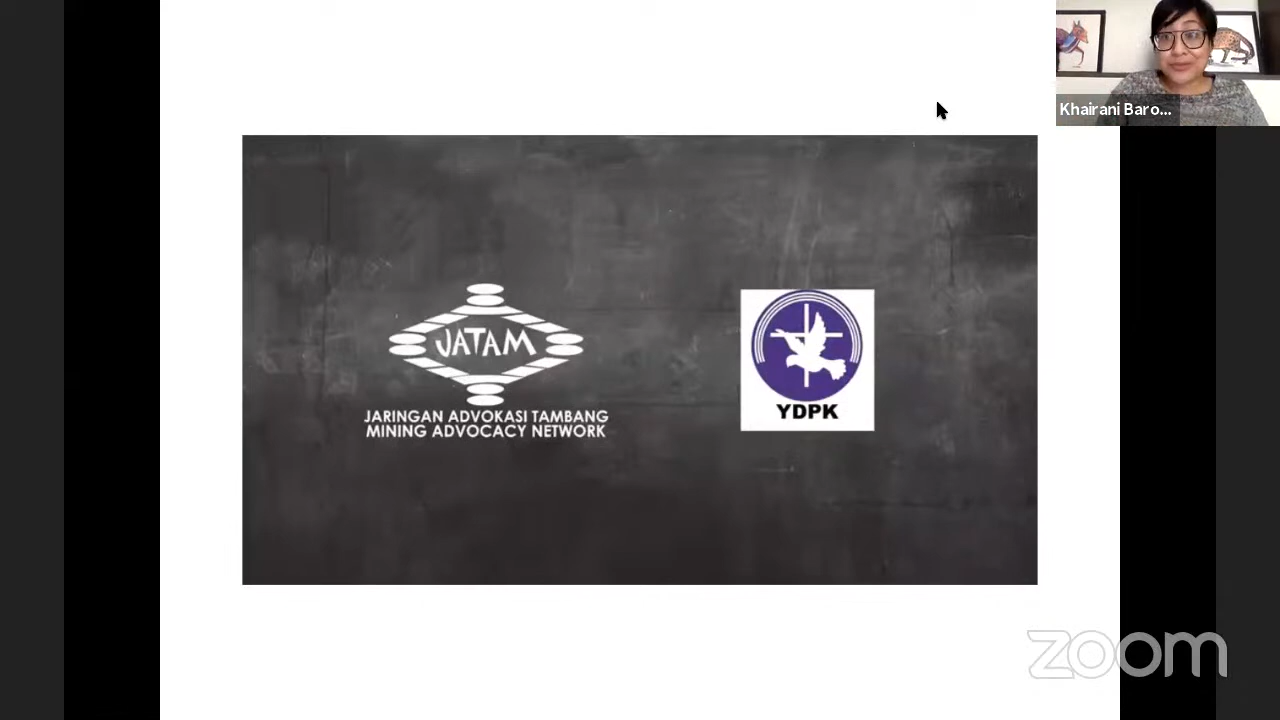 Khairani Baro...
JATAM
JARINGAN ADVOKASI TAMBANG
MINING ADVOCACY NETWORK
YDPK
zoom